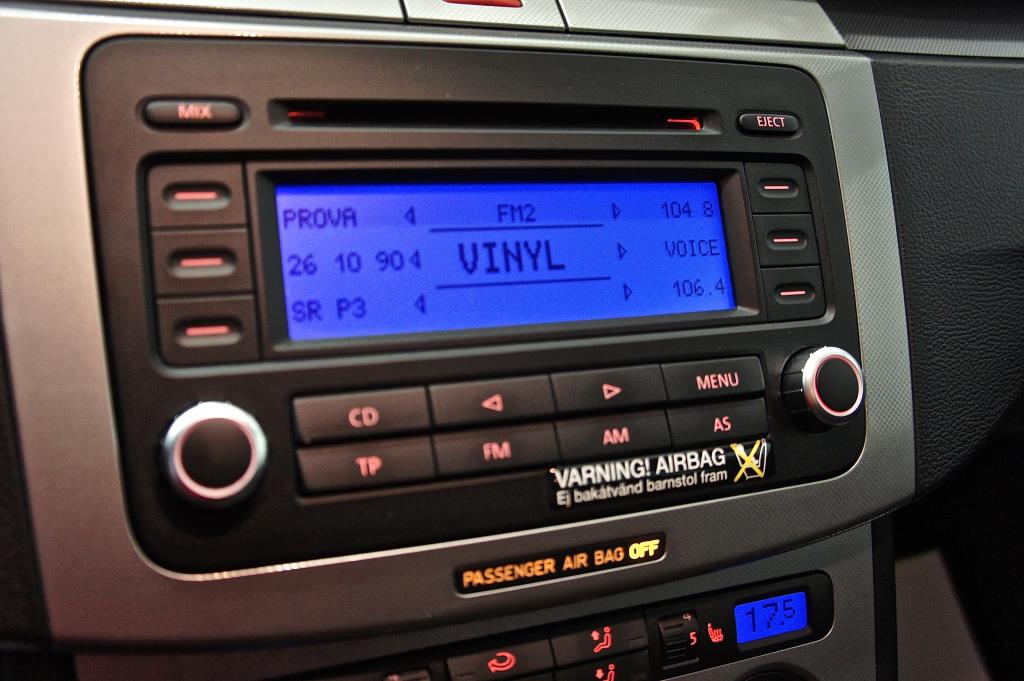 MIX
EJECT
PROVA FM2 104 8
26 10 90 VINYL VOICE
SR P3 106.4
CD MENU
TP FM AM AS
VARNING! AIRBAG
Ej bakåtvänd barnstol fram
PASSENGER AIR BAG OFF
17.5
4
5